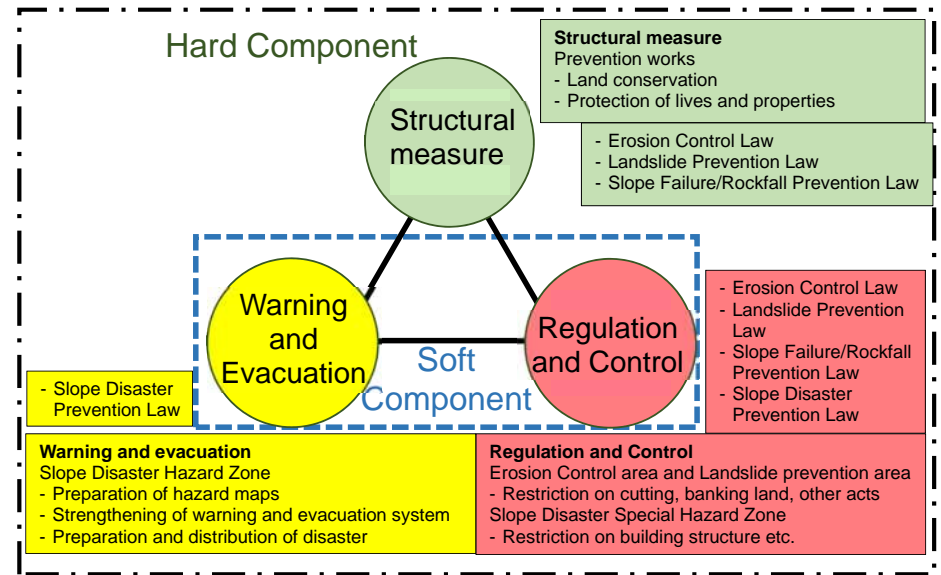 Hard Component
Structural measure
Prevention works
- Land conservation
- Protection of lives and properties
- Erosion Control Law
- Landslide Prevention Law
- Slope Failure/Rockfall Prevention Law
Structural
measure
Warning
and
Evacuation
Regulation
and Control
Soft
Component
- Erosion Control Law
- Landslide Prevention
Law
- Slope Failure/Rockfall
Prevention Law
- Slope Disaster
Prevention Law
- Slope Disaster
Prevention Law
Warning and evacuation
Slope Disaster Hazard Zone
- Preparation of hazard maps
- Strengthening of warning and evacuation system
- Preparation and distribution of disaster
Regulation and Control
Erosion Control area and Landslide prevention area
- Restriction on cutting, banking land, other acts
Slope Disaster Special Hazard Zone
- Restriction on building structure etc.